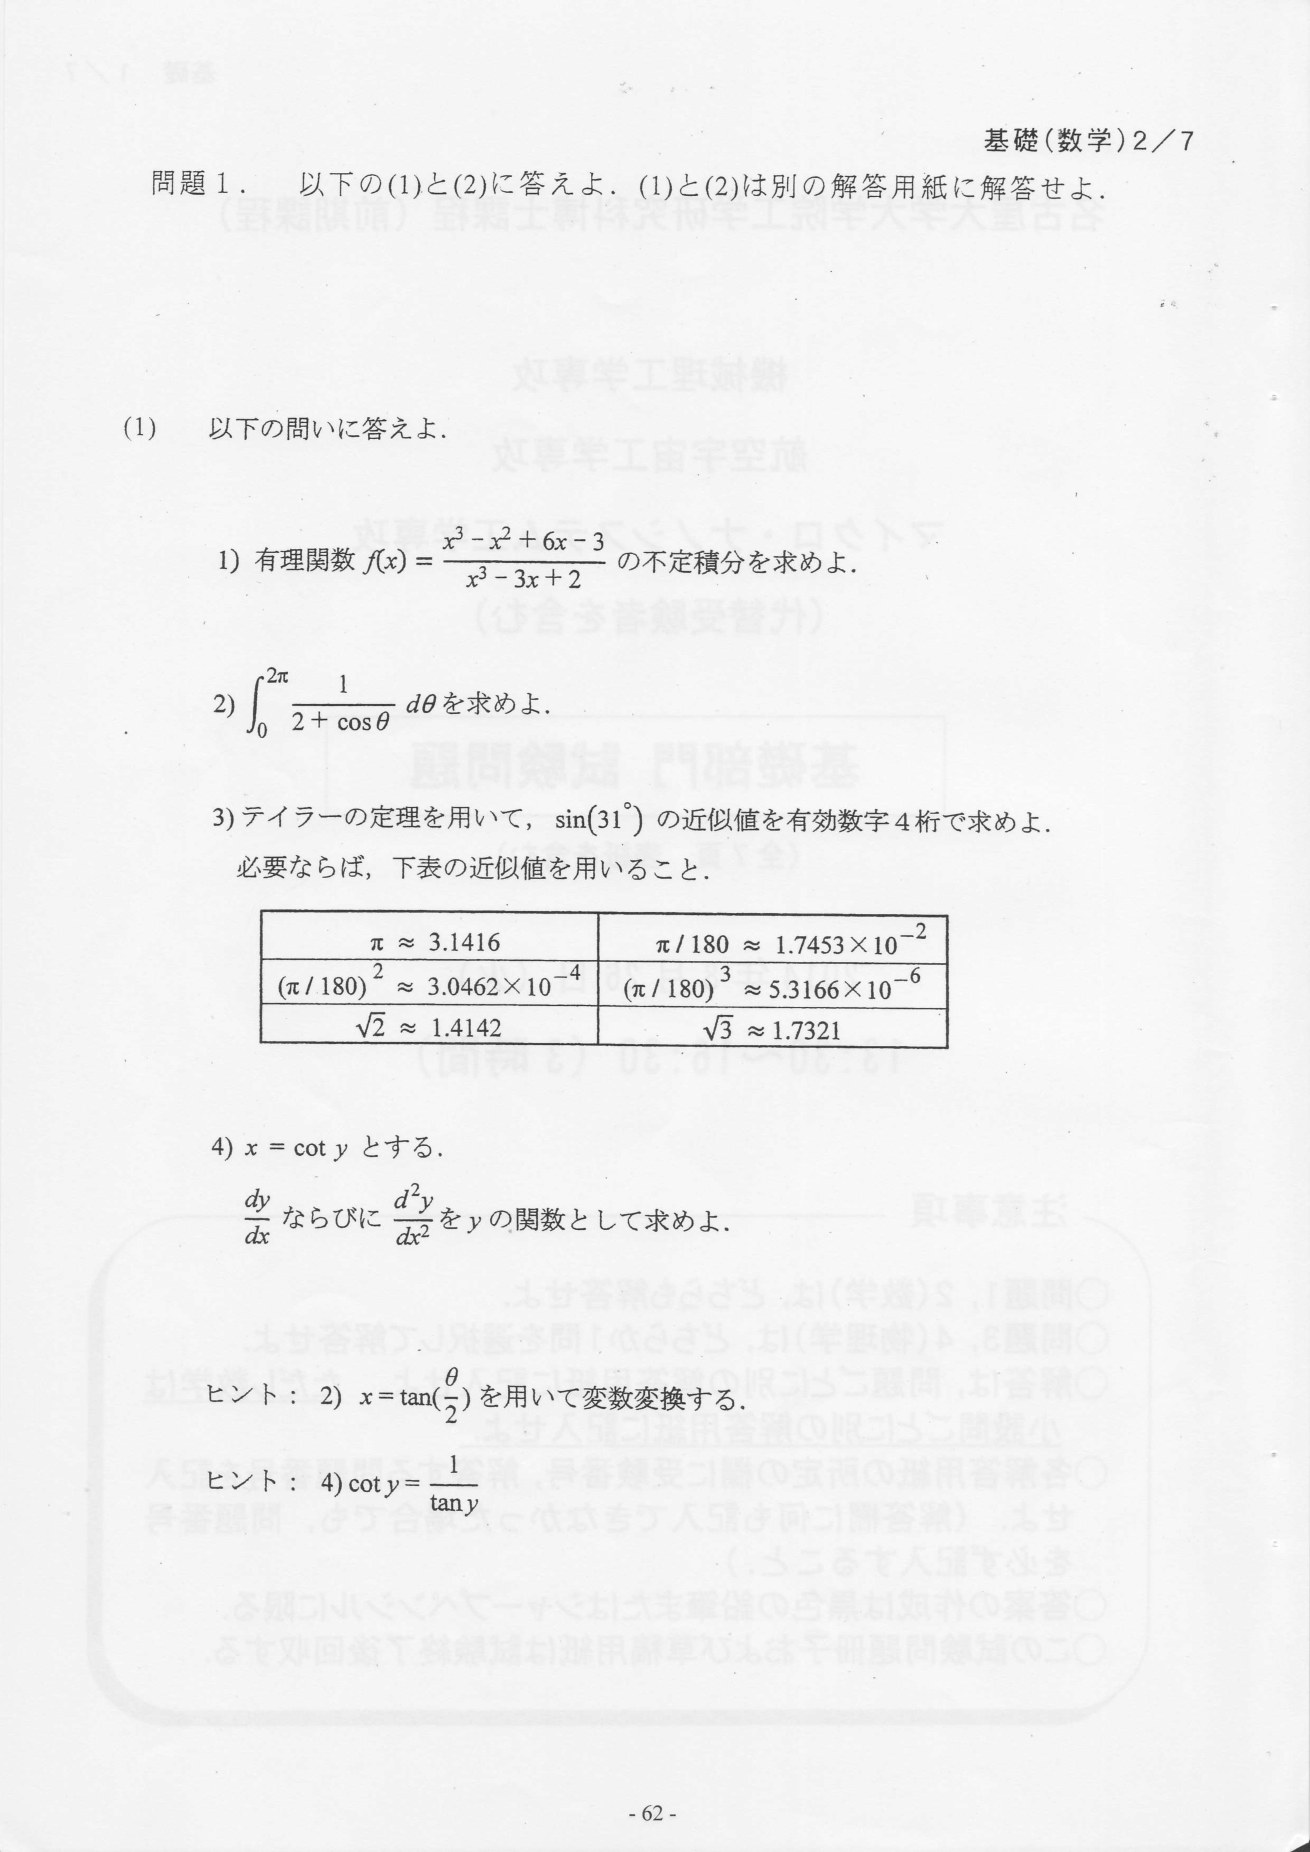 基礎(数学)2/7
問題1. 以下の(1)と(2)に答えよ. (1)と(2)は別の解答用紙に解答せよ.
(1) 以下の問いに答えよ.
1) 有理関数 f(x) = (x³ − x² + 6x − 3)/(x³ − 3x + 2) の不定積分を求めよ.
2) ∫₀^{2π} 1/(2 + cos θ) dθ を求めよ.
3) テイラーの定理を用いて, sin(31°) の近似値を有効数字4桁で求めよ.
必要ならば, 下表の近似値を用いること.
π ≈ 3.1416 π / 180 ≈ 1.7453×10⁻²
(π / 180)² ≈ 3.0462×10⁻⁴ (π / 180)³ ≈ 5.3166×10⁻⁶
√2 ≈ 1.4142 √3 ≈ 1.7321
4) x = cot y とする.
dy/dx ならびに d²y/dx² を y の関数として求めよ.
ヒント: 2) x = tan(θ/2) を用いて変数変換する.
ヒント: 4) cot y = 1/tan y
- 62 -